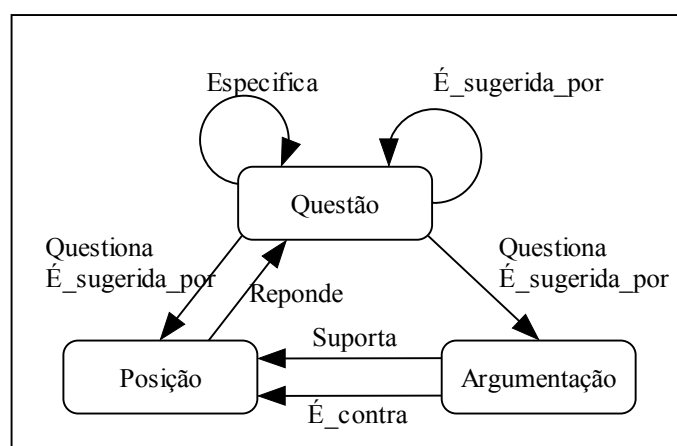 Especifica
É_sugerida_por
Questão
Questiona
É_sugerida_por
Questiona
É_sugerida_por
Reponde
Suporta
Posição
Argumentação
É_contra